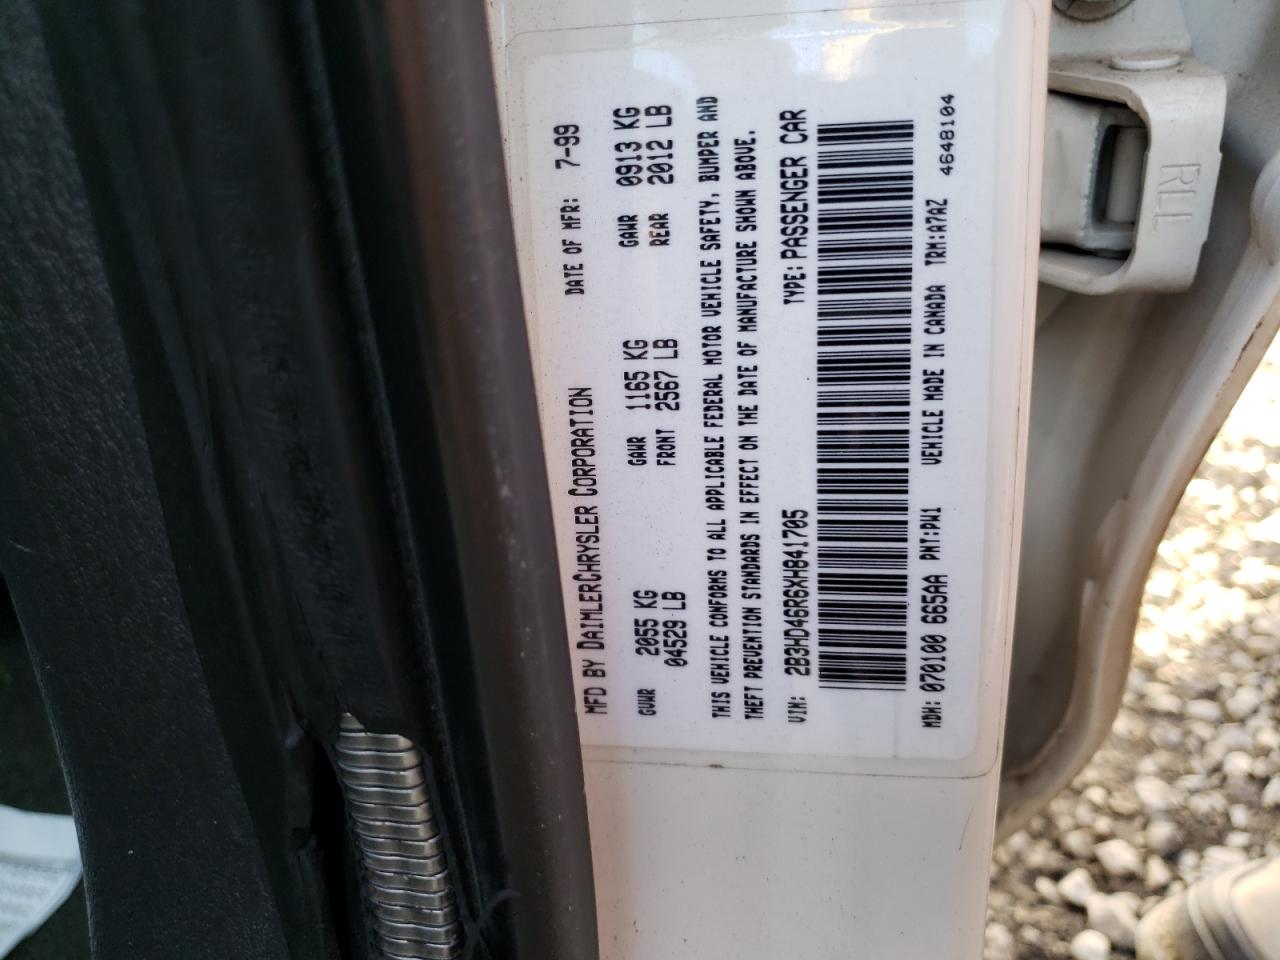 MFD BY DAIMLERCHRYSLER CORPORATION DATE OF MFR: 7-99
GVWR 2055 KG GAWR 1165 KG GAWR 0913 KG
04529 LB FRONT 2567 LB REAR 2012 LB
THIS VEHICLE CONFORMS TO ALL APPLICABLE FEDERAL MOTOR VEHICLE SAFETY, BUMPER AND
THEFT PREVENTION STANDARDS IN EFFECT ON THE DATE OF MANUFACTURE SHOWN ABOVE.
VIN: 2B3HD46R6XH841705 TYPE: PASSENGER CAR
MDH: 070100 665AA PNT:PW1 VEHICLE MADE IN CANADA TRM:A7AZ 4648104
RLL